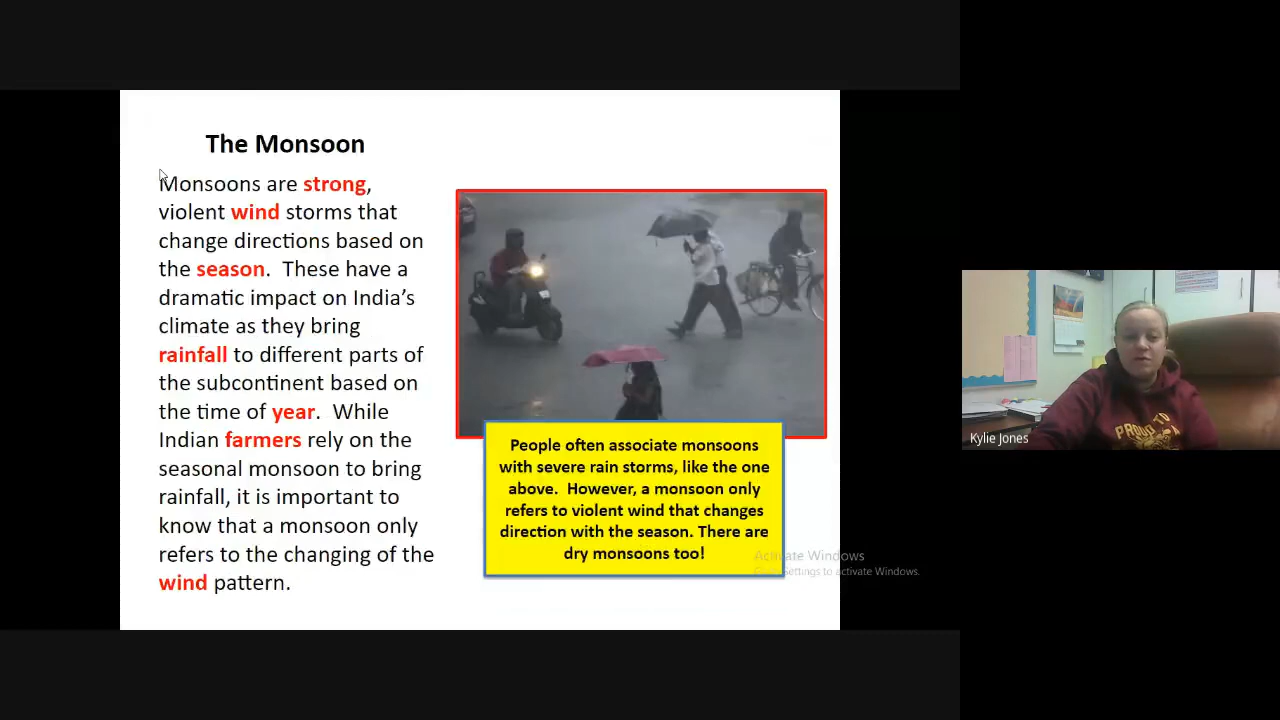 The Monsoon
Monsoons are strong,
violent wind storms that
change directions based on
the season.  These have a
dramatic impact on India’s
climate as they bring
rainfall to different parts of
the subcontinent based on
the time of year.  While
Indian farmers rely on the
seasonal monsoon to bring
rainfall, it is important to
know that a monsoon only
refers to the changing of the
wind pattern.
People often associate monsoons
with severe rain storms, like the one
above.  However, a monsoon only
refers to violent wind that changes
direction with the season. There are
dry monsoons too!
Activate Windows
Settings to activate Windows.
Kylie Jones
PROUD TO